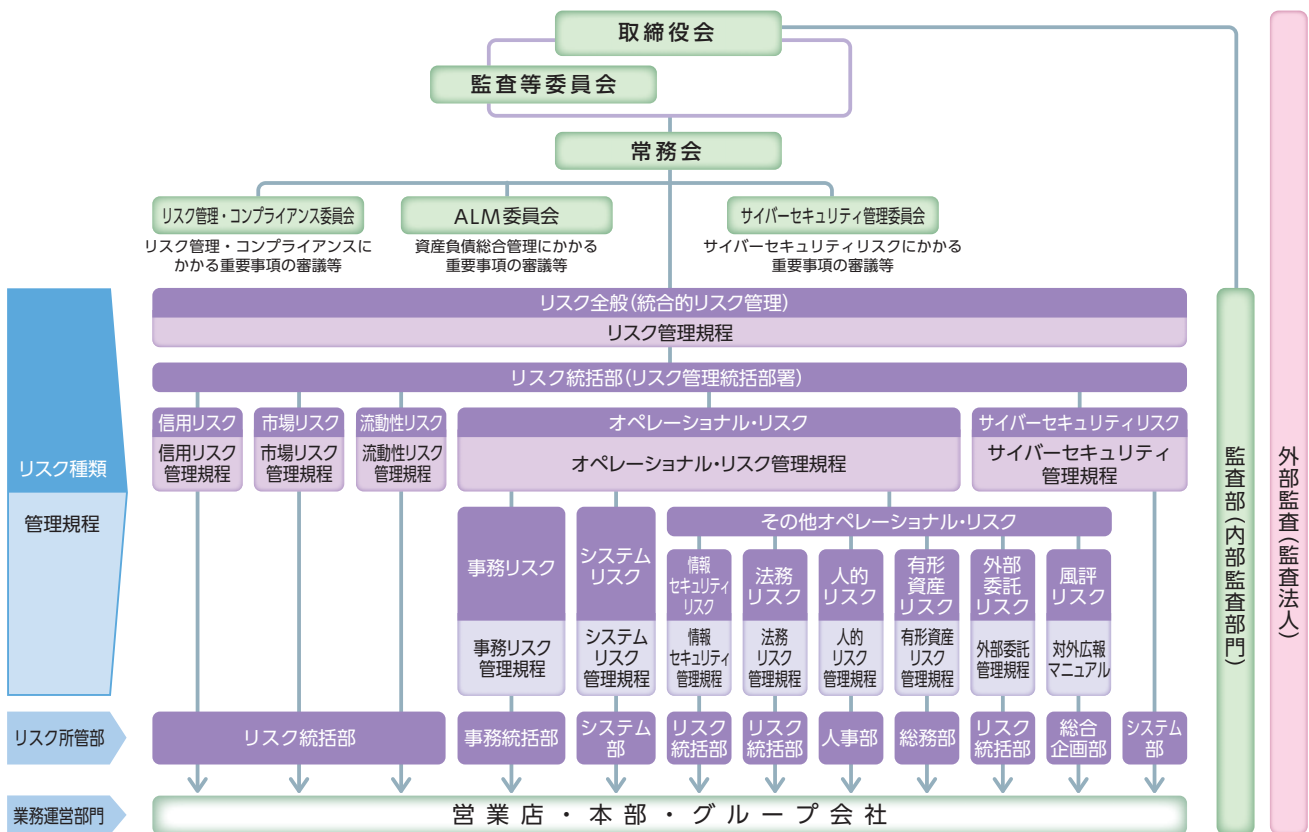 取締役会
監査等委員会
常務会
リスク管理・コンプライアンス委員会
リスク管理・コンプライアンスに
かかる重要事項の審議等
ALM委員会
資産負債総合管理にかかる
重要事項の審議等
サイバーセキュリティ管理委員会
サイバーセキュリティリスクにかかる
重要事項の審議等
リスク全般(統合的リスク管理)
リスク管理規程
リスク統括部(リスク管理統括部署)
リスク種類
信用リスク
信用リスク
管理規程
市場リスク
市場リスク
管理規程
流動性リスク
流動性リスク
管理規程
オペレーショナル・リスク
オペレーショナル・リスク管理規程
サイバーセキュリティリスク
サイバーセキュリティ
管理規程
管理規程
その他オペレーショナル・リスク
事務リスク
事務リスク
管理規程
システム
リスク
システム
リスク
管理規程
情報
セキュリティ
リスク
情報
セキュリティ
管理規程
法務
リスク
法務
リスク
管理規程
人的
リスク
人的
リスク
管理規程
有形
資産
リスク
有形資産
リスク
管理規程
外部
委託
リスク
外部委託
管理規程
風評
リスク
対外広報
マニュアル
リスク所管部
リスク統括部
事務統括部
システム
部
リスク
統括部
リスク
統括部
人事部
総務部
リスク
統括部
総合
企画部
システム
部
業務運営部門
営業店・本部・グループ会社
監査部(内部監査部門)
外部監査(監査法人)